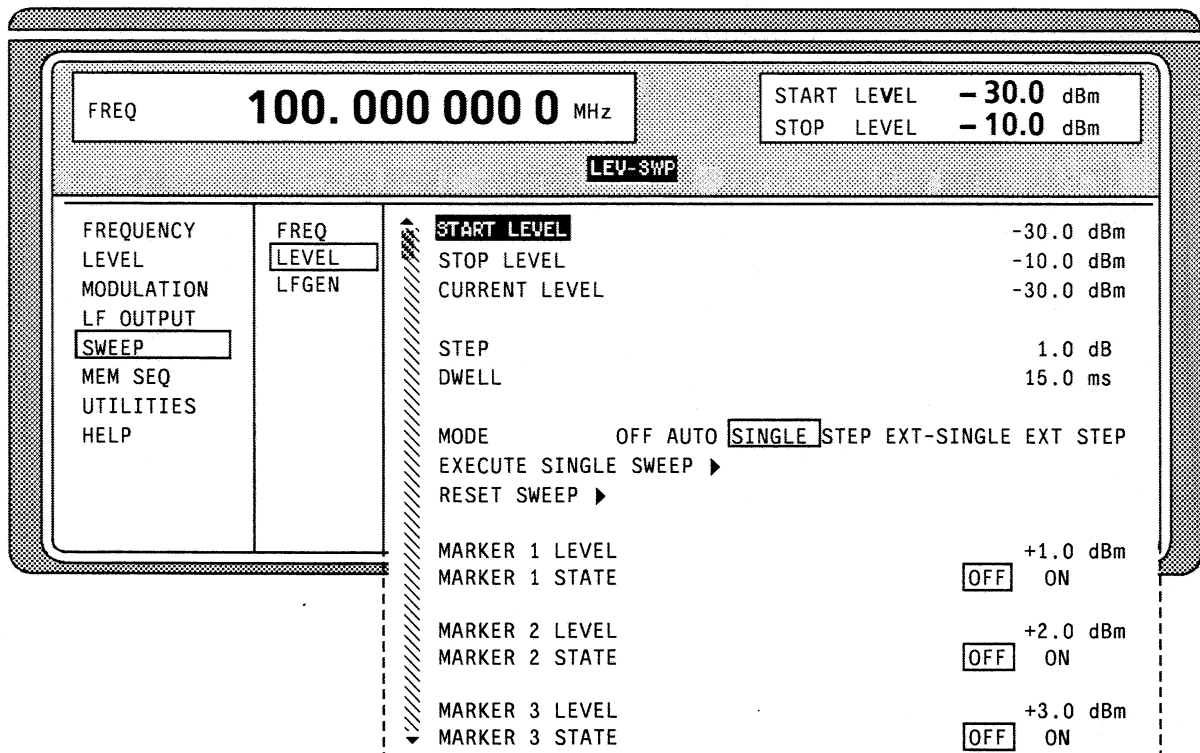 FREQ 100. 000 000 0 MHz
START LEVEL – 30.0 dBm
STOP LEVEL – 10.0 dBm
LEV-SWP
FREQUENCY
LEVEL
MODULATION
LF OUTPUT
SWEEP
MEM SEQ
UTILITIES
HELP
FREQ
LEVEL
LFGEN
START LEVEL -30.0 dBm
STOP LEVEL -10.0 dBm
CURRENT LEVEL -30.0 dBm
STEP 1.0 dB
DWELL 15.0 ms
MODE OFF AUTO SINGLE STEP EXT-SINGLE EXT STEP
EXECUTE SINGLE SWEEP ▶
RESET SWEEP ▶
MARKER 1 LEVEL +1.0 dBm
MARKER 1 STATE OFF ON
MARKER 2 LEVEL +2.0 dBm
MARKER 2 STATE OFF ON
MARKER 3 LEVEL +3.0 dBm
MARKER 3 STATE OFF ON